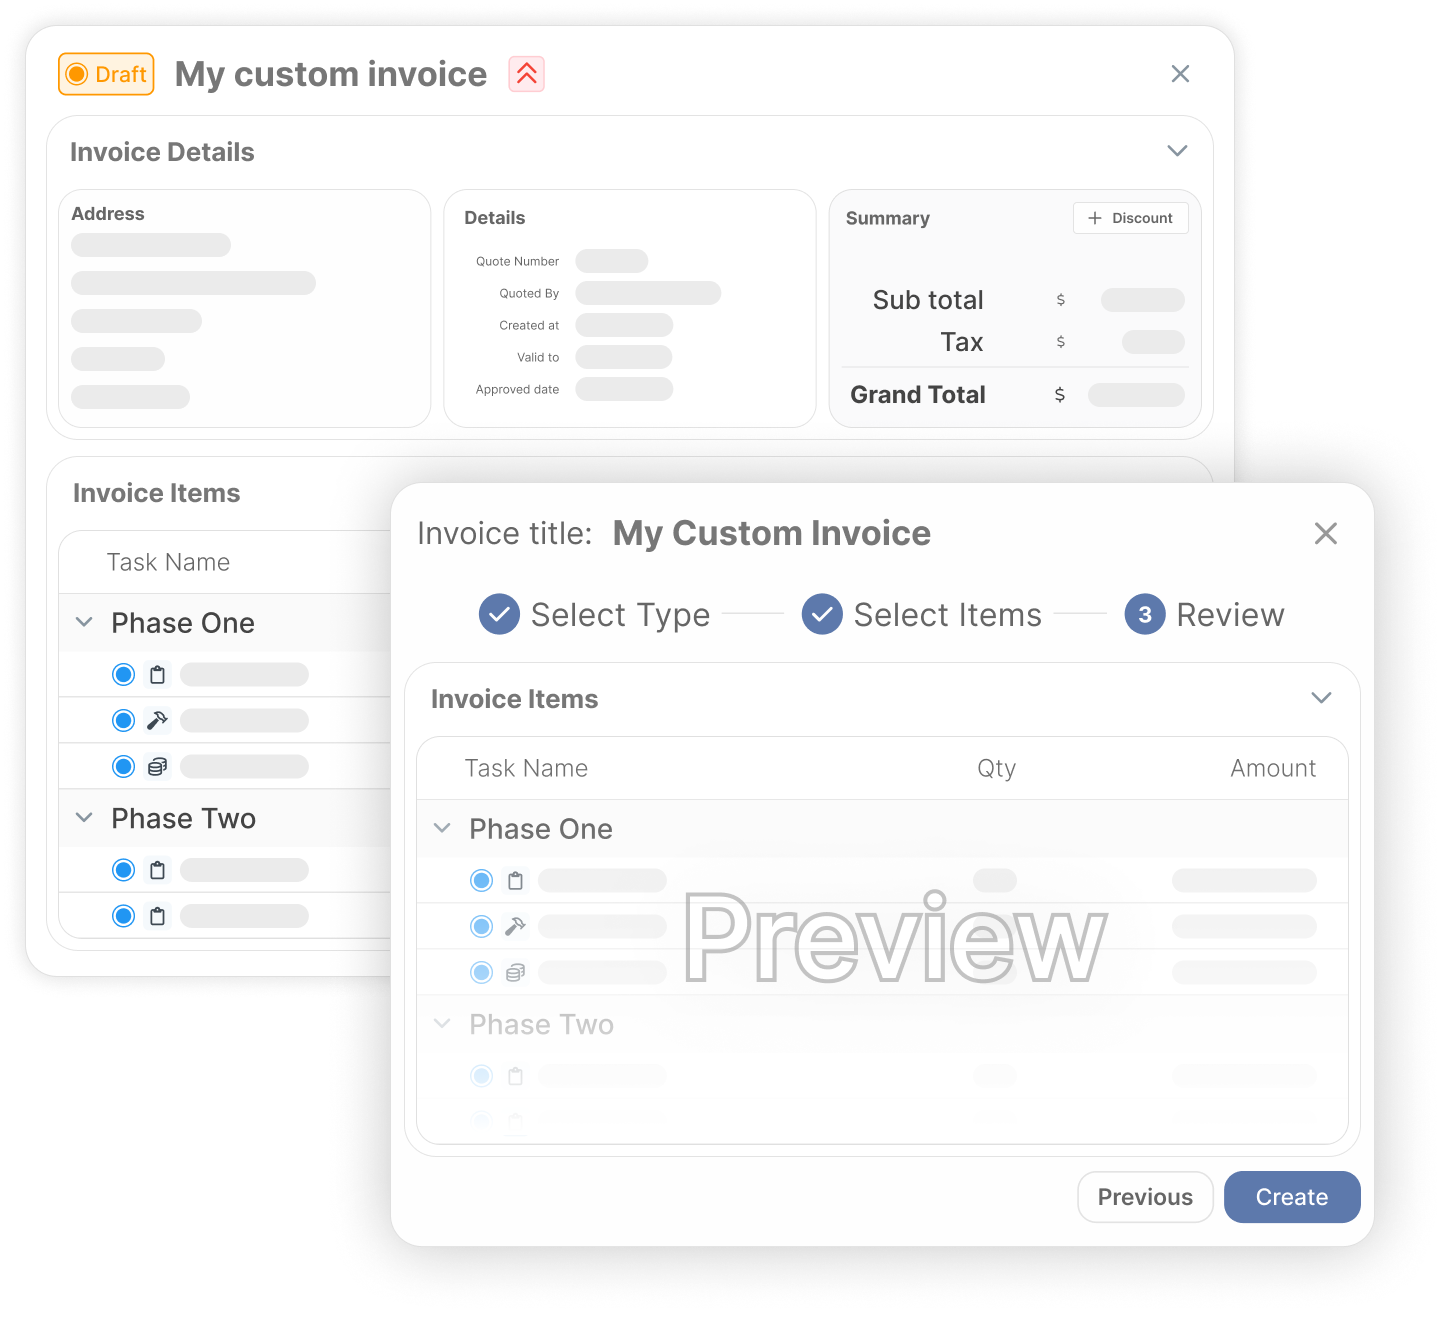 Draft My custom invoice
Invoice Details
Address
Details
Quote Number
Quoted By
Created at
Valid to
Approved date
Summary
Discount
Sub total $
Tax $
Grand Total $
Invoice Items
Task Name
Phase One
Phase Two
Invoice title: My Custom Invoice
Select Type Select Items 3 Review
Invoice Items
Task Name Qty Amount
Phase One
Preview
Phase Two
Previous Create